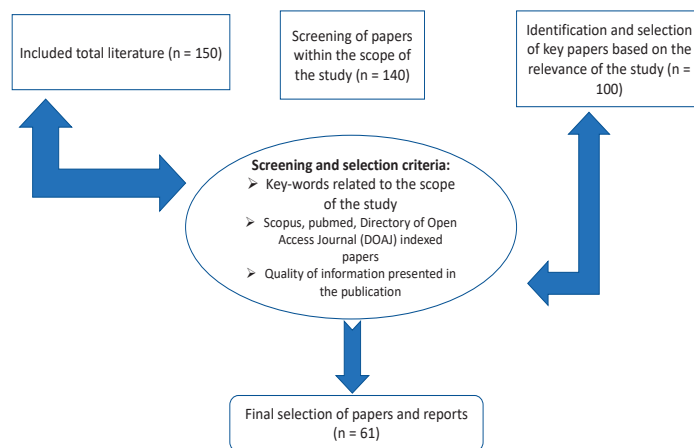 Included total literature (n = 150)
Screening of papers
within the scope of
the study (n = 140)
Identification and selection
of key papers based on the
relevance of the study (n =
100)
Screening and selection criteria:
➢ Key-words related to the scope
of the study
➢ Scopus, pubmed, Directory of Open
Access Journal (DOAJ) indexed
papers
➢ Quality of information presented in
the publication
Final selection of papers and reports
(n = 61)